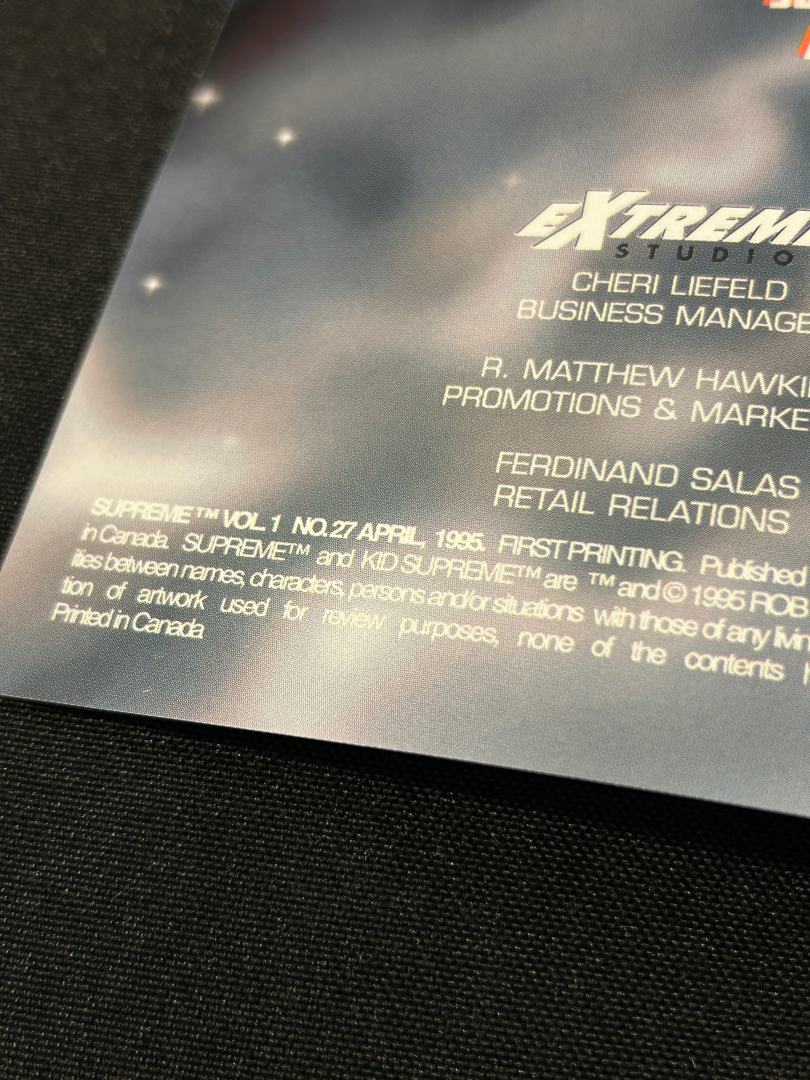 EXTREM
STUDIO
CHERI LIEFELD
BUSINESS MANAGE
R. MATTHEW HAWKI
PROMOTIONS & MARKE
FERDINAND SALAS
RETAIL RELATIONS
SUPREME™ VOL. 1 NO. 27 APRIL, 1995. FIRST PRINTING. Published
in Canada. SUPREME™ and KID SUPREME™ are ™ and © 1995 ROB
ities between names, characters, persons and/or situations with those of any livin
tion of artwork used for review purposes, none of the contents
Printed in Canada